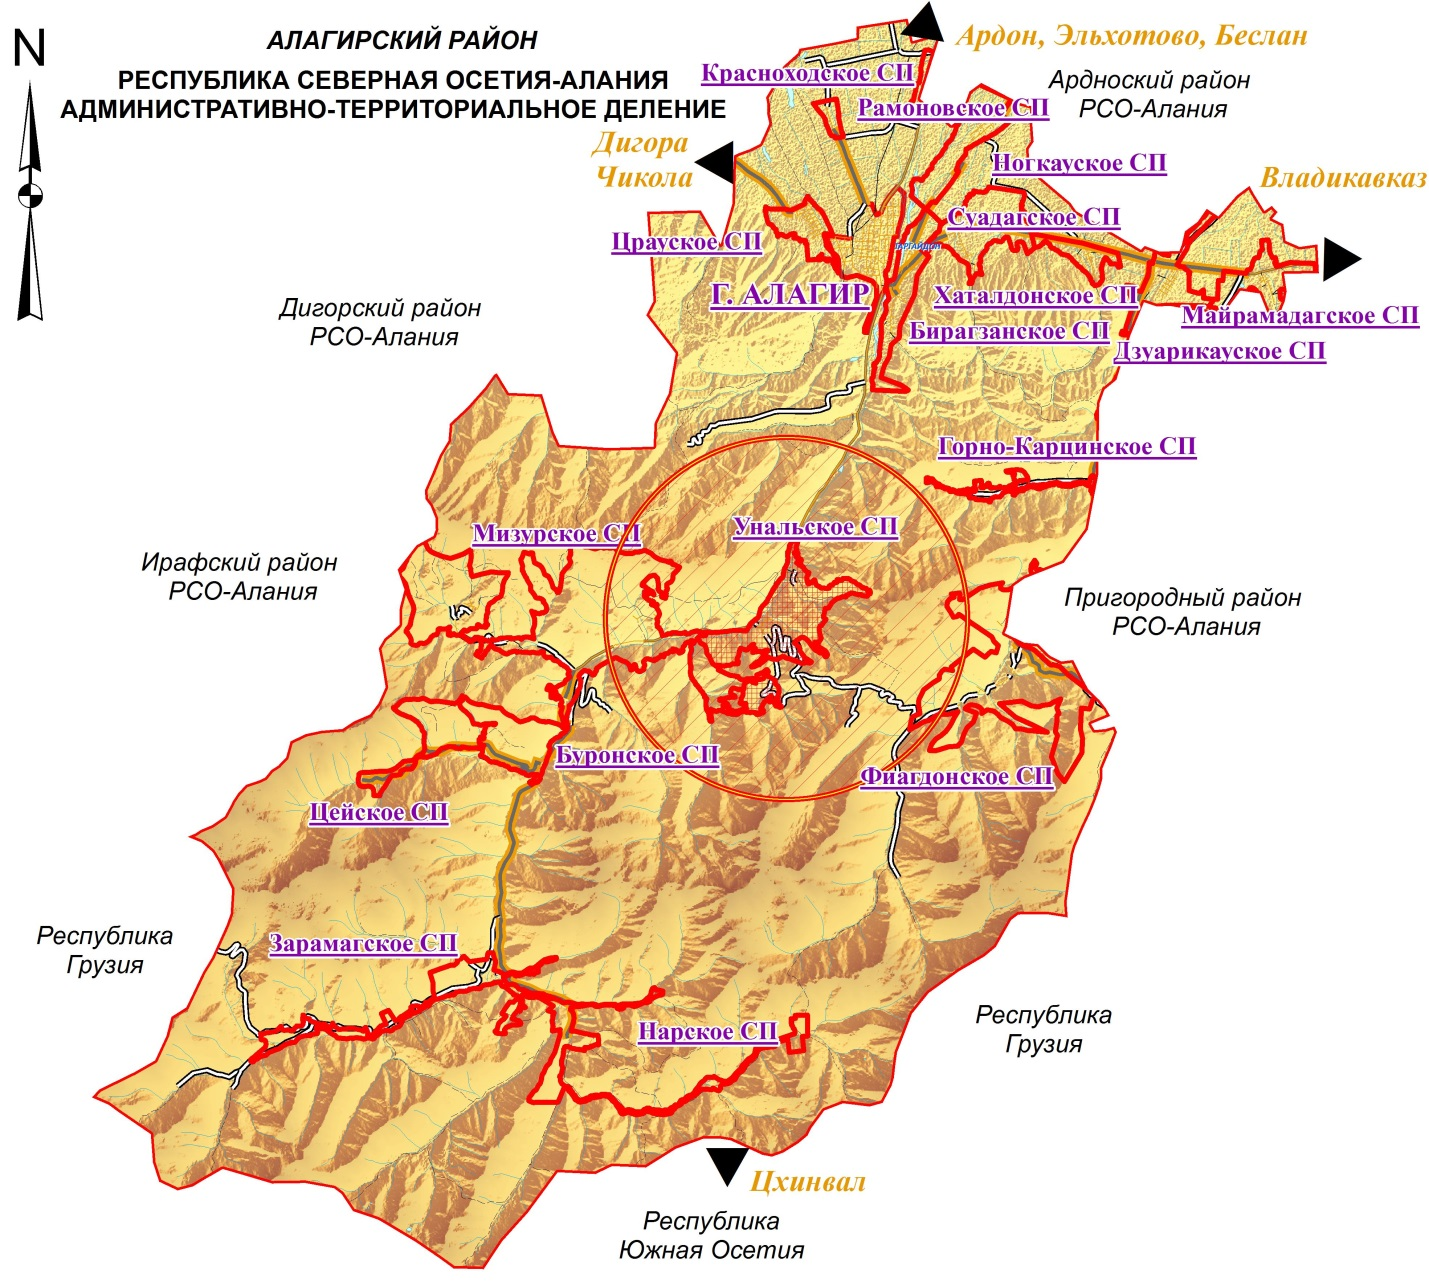 N
АЛАГИРСКИЙ РАЙОН
РЕСПУБЛИКА СЕВЕРНАЯ ОСЕТИЯ-АЛАНИЯ
АДМИНИСТРАТИВНО-ТЕРРИТОРИАЛЬНОЕ ДЕЛЕНИЕ
Ардон, Эльхотово, Беслан
Красноходское СП
Ардноский район
РСО-Алания
Рамоновское СП
Дигора
Чикола
Ногкауское СП
Владикавказ
Суадагское СП
Црауское СП
Г. АЛАГИР
Хаталдонское СП
Майрамадагское СП
Бирагзанское СП
Дзуарикауское СП
Дигорский район
РСО-Алания
Горно-Карцинское СП
Мизурское СП
Унальское СП
Ирафский район
РСО-Алания
Пригородный район
РСО-Алания
Буронское СП
Фиагдонское СП
Цейское СП
Республика
Грузия
Зарамагское СП
Нарское СП
Республика
Грузия
Цхинвал
Республика
Южная Осетия